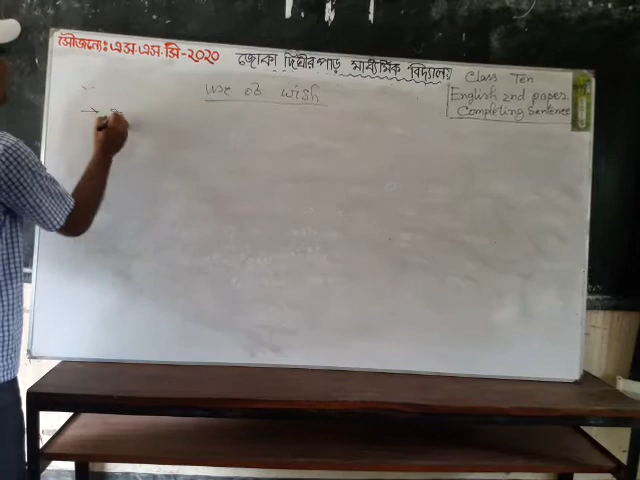 সৌজন্যে: এস.এস.সি-২০২০
জোকা দিঘীরপাড় মাধ্যমিক বিদ্যালয়
Class Ten
English 2nd paper
Completing Sentence
use of wish